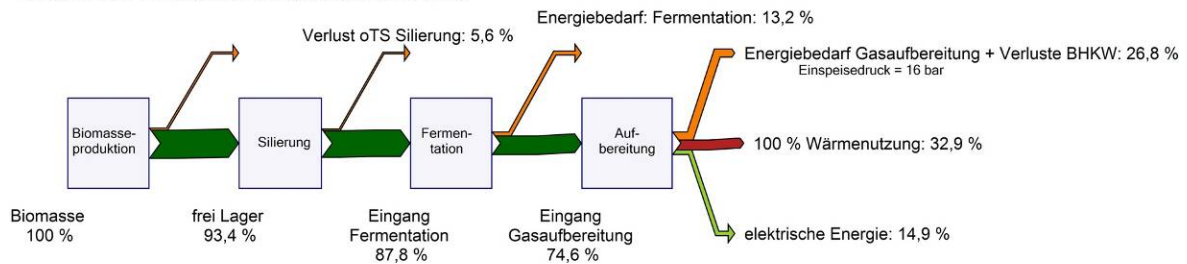 Energiebedarf: Fermentation: 13,2 %
Verlust oTS Silierung: 5,6 %
Energiebedarf Gasaufbereitung + Verluste BHKW: 26,8 %
Einspeisedruck = 16 bar
Biomasse-
produktion
Silierung
Fermen-
tation
Auf-
bereitung
100 % Wärmenutzung: 32,9 %
Biomasse
100 %
frei Lager
93,4 %
Eingang
Fermentation
87,8 %
Eingang
Gasaufbereitung
74,6 %
elektrische Energie: 14,9 %